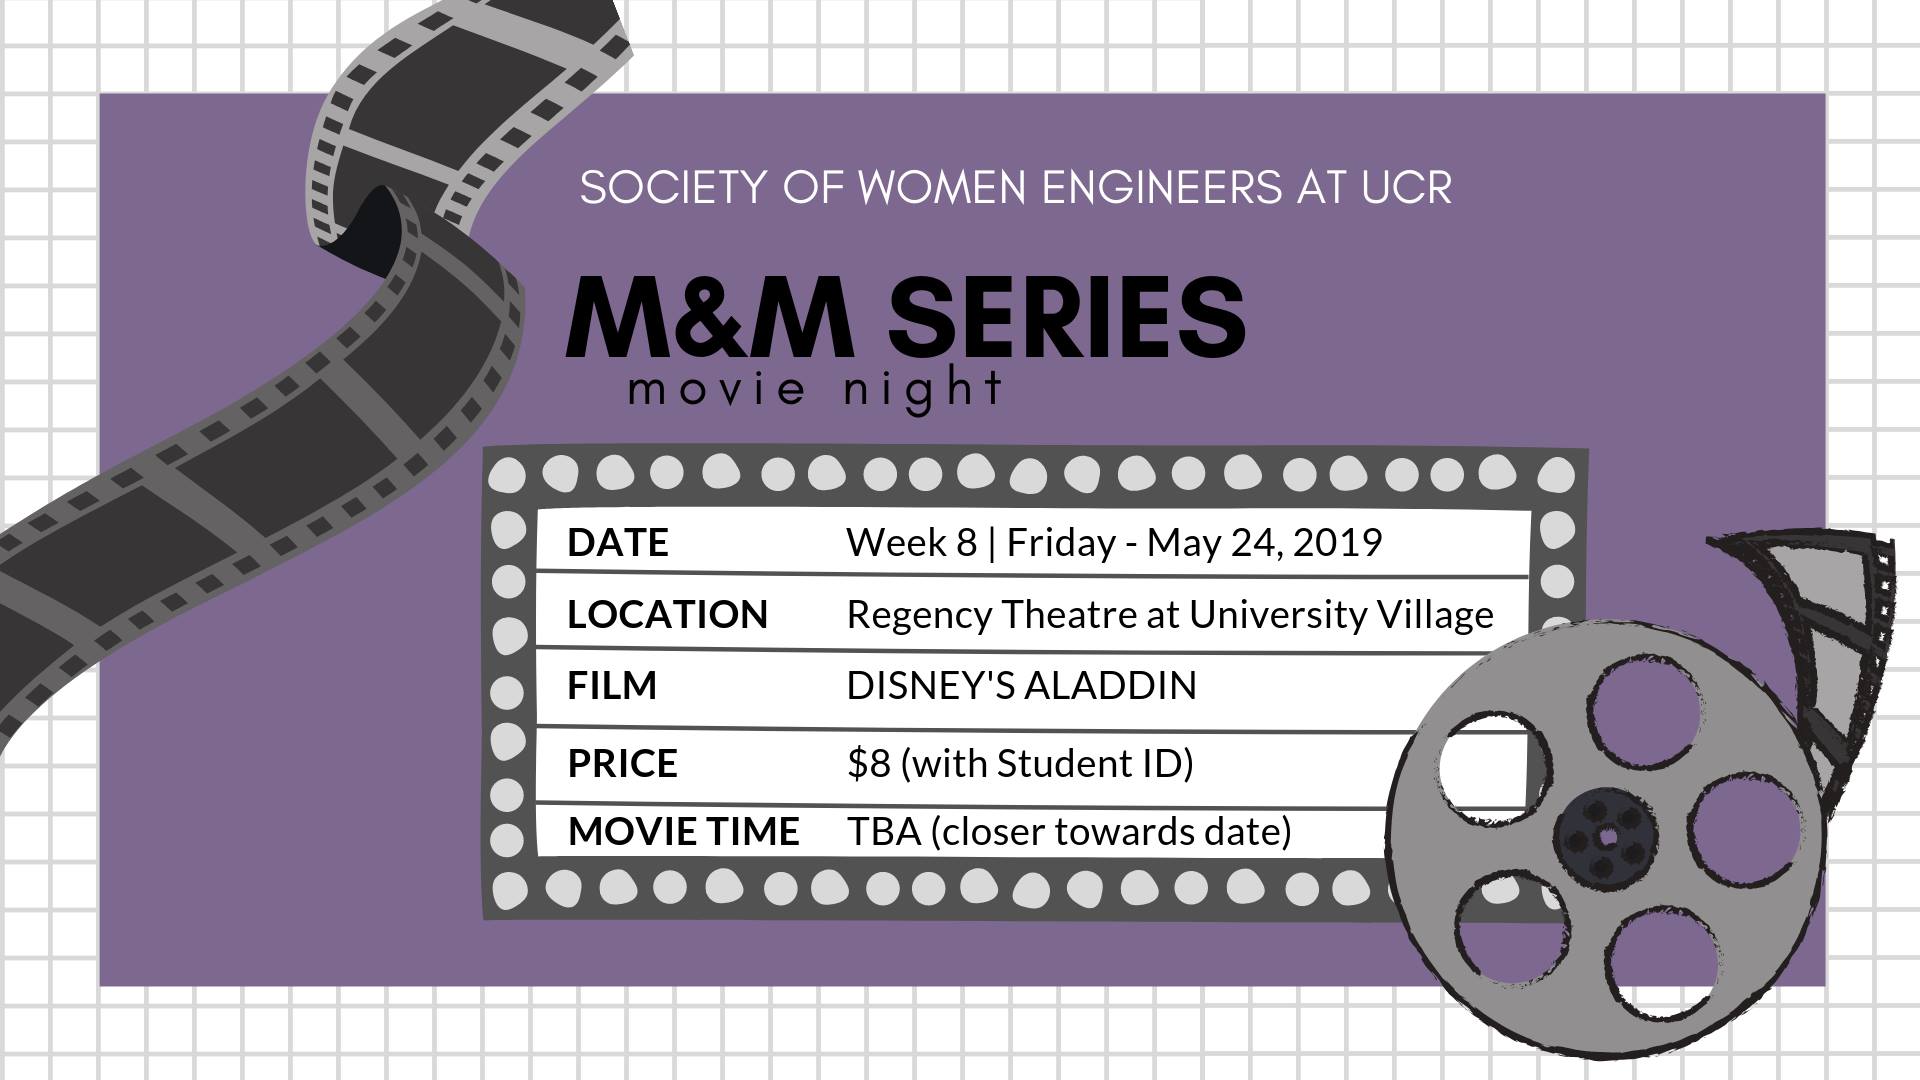 SOCIETY OF WOMEN ENGINEERS AT UCR
M&M SERIES
movie night
DATE Week 8 | Friday - May 24, 2019
LOCATION Regency Theatre at University Village
FILM DISNEY'S ALADDIN
PRICE $8 (with Student ID)
MOVIE TIME TBA (closer towards date)